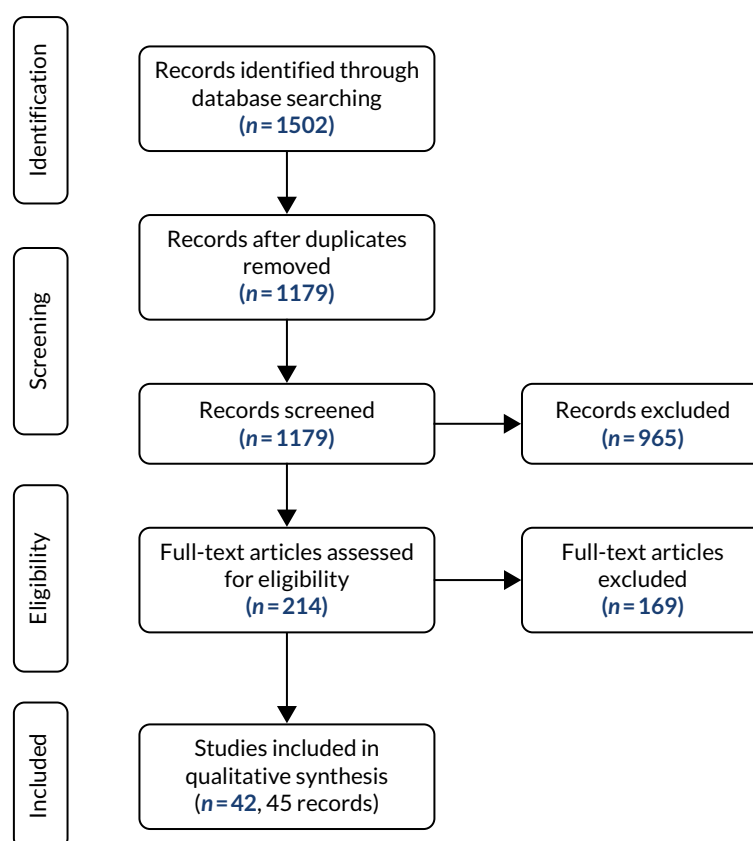 Identification
Records identified through
database searching
(n=1502)
Records after duplicates
removed
(n=1179)
Screening
Records screened
(n=1179)
Records excluded
(n=965)
Eligibility
Full-text articles assessed
for eligibility
(n=214)
Full-text articles
excluded
(n=169)
Included
Studies included in
qualitative synthesis
(n=42, 45 records)